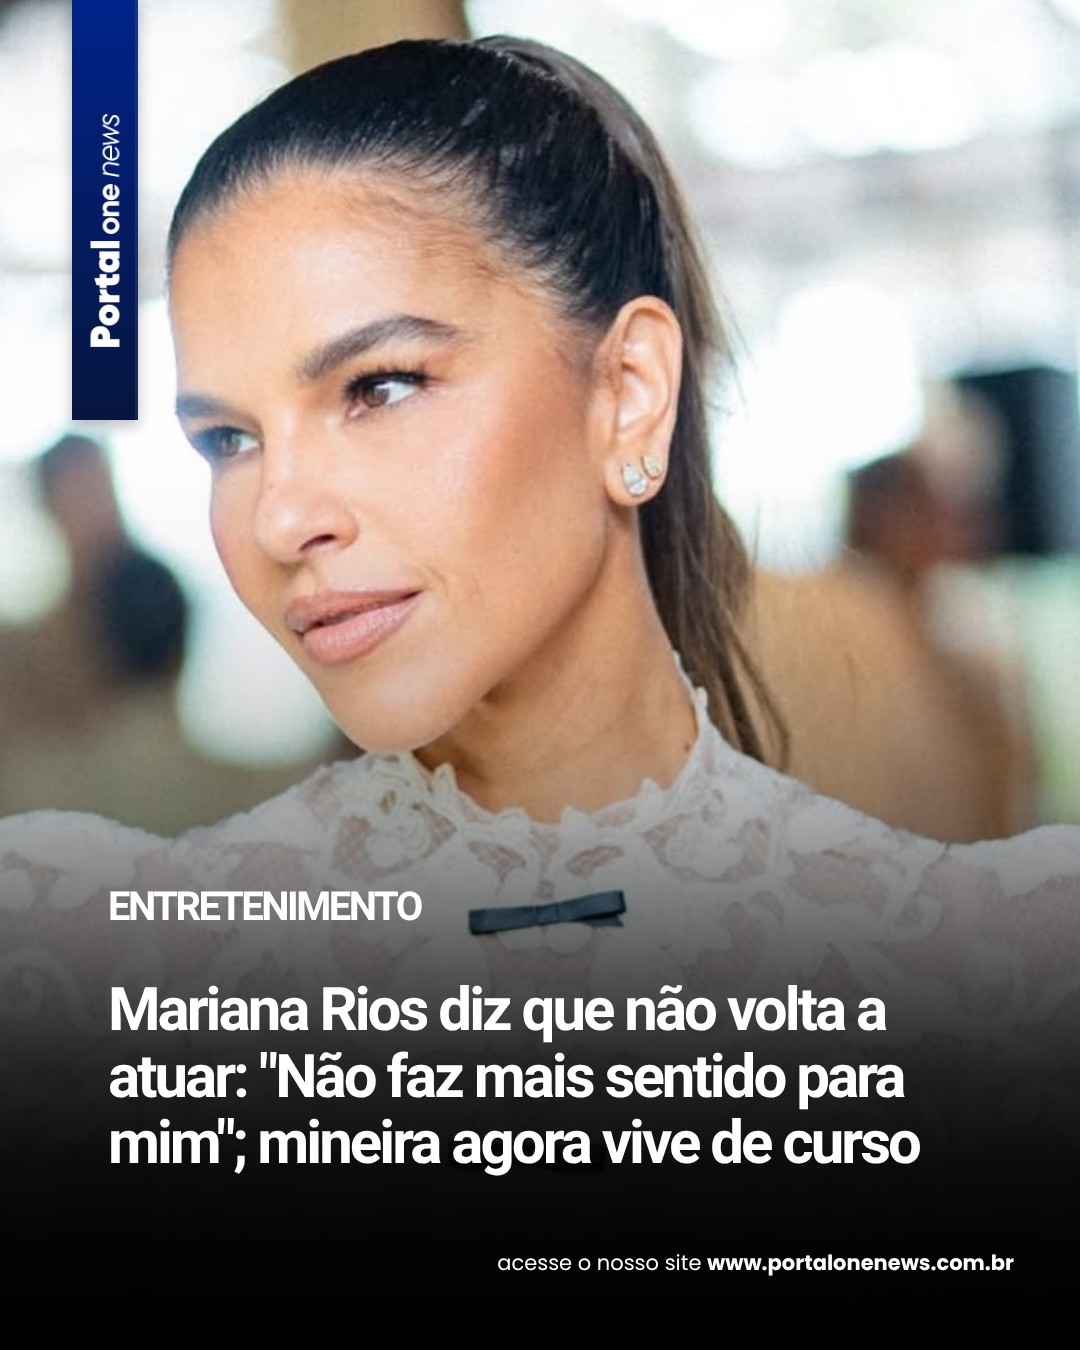 Portal one news
ENTRETENIMENTO
Mariana Rios diz que não volta a
atuar: "Não faz mais sentido para
mim"; mineira agora vive de curso
acesse o nosso site www.portalonenews.com.br